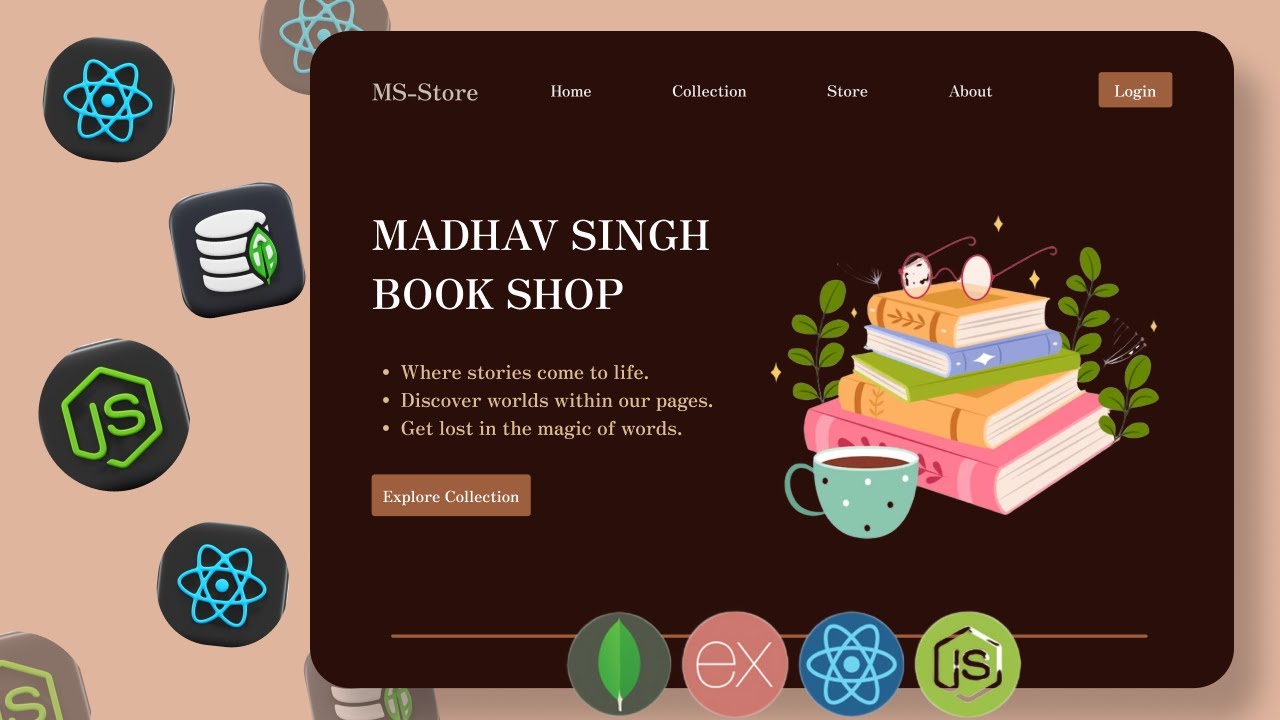 MS-Store
Home
Collection
Store
About
Login
MADHAV SINGH
BOOK SHOP
• Where stories come to life.
• Discover worlds within our pages.
• Get lost in the magic of words.
Explore Collection
JS
ex
JS